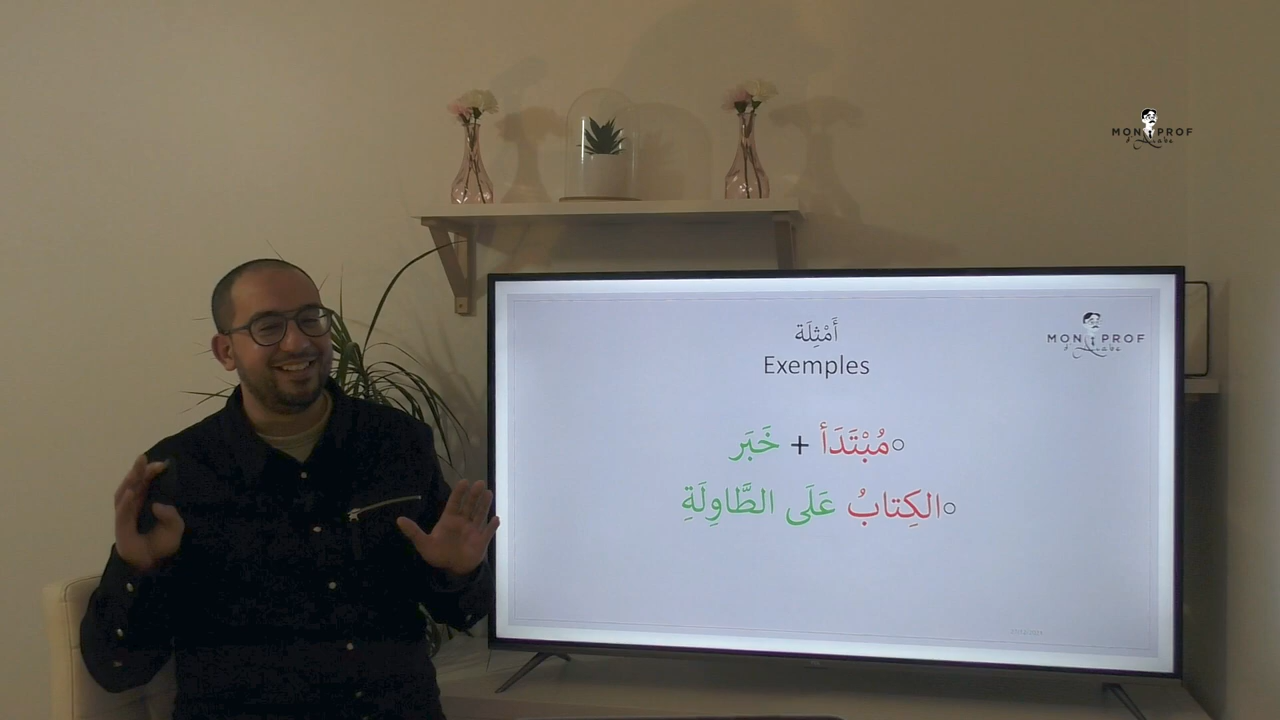 MON PROF
أَمْثِلَة
MON PROF
Exemples
○مُبْتَدَأ + خَبَر
○الكِتابُ عَلَى الطَّاوِلَةِ